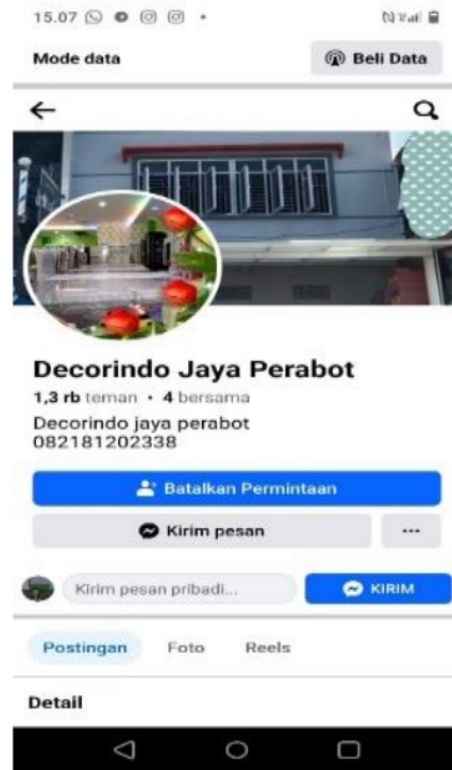 15.07
Mode data
Beli Data
Decorindo Jaya Perabot
1,3 rb teman • 4 bersama
Decorindo jaya perabot
082181202338
Batalkan Permintaan
Kirim pesan
Kirim pesan pribadi...
KIRIM
Postingan Foto Reels
Detail